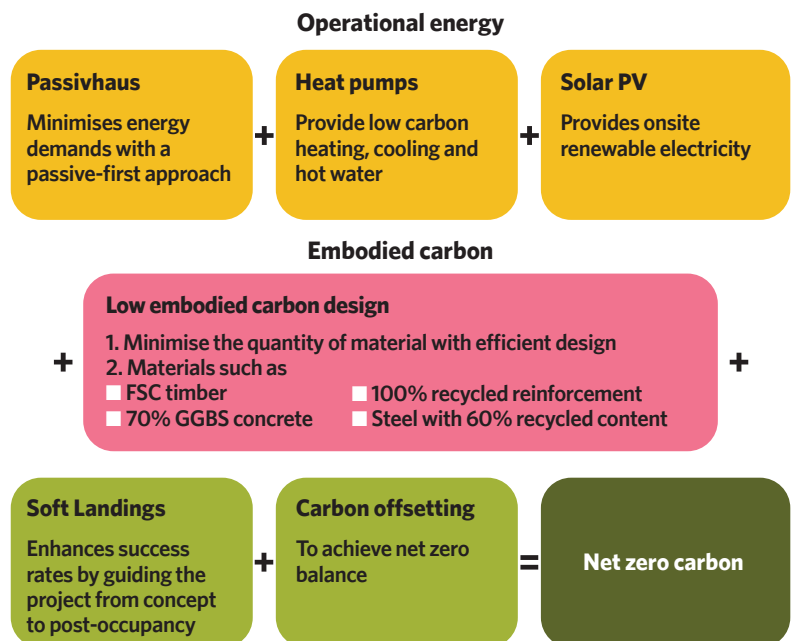 Operational energy
Passivhaus
Minimises energy
demands with a
passive-first approach
+
Heat pumps
Provide low carbon
heating, cooling and
hot water
+
Solar PV
Provides onsite
renewable electricity
Embodied carbon
+
Low embodied carbon design
1. Minimise the quantity of material with efficient design
2. Materials such as
FSC timber
100% recycled reinforcement
70% GGBS concrete
Steel with 60% recycled content
+
Soft Landings
Enhances success
rates by guiding the
project from concept
to post-occupancy
+
Carbon offsetting
To achieve net zero
balance
=
Net zero carbon